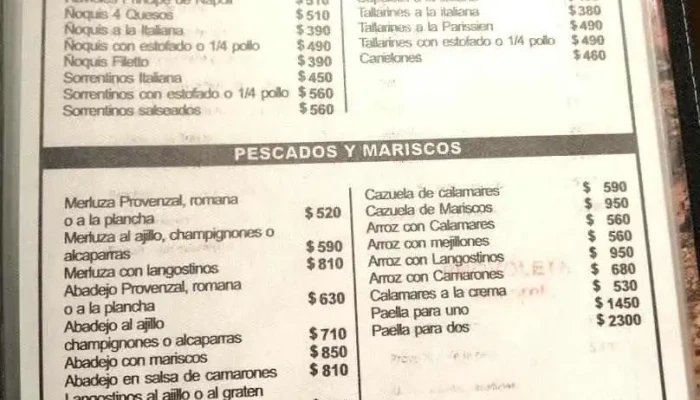 Ñoquis 4 Quesos $ 510
Ñoquis a la Italiana $ 390
Ñoquis con estofado o 1/4 pollo $ 490
Ñoquis Filetto $ 390
Sorrentinos Italiana $ 450
Sorrentinos con estofado o 1/4 pollo $ 560
Sorrentinos salseados $ 560
Tallarines a la italiana $ 380
Tallarines a la Parissien $ 490
Tallarines con estofado o 1/4 pollo $ 490
Canelones $ 460
PESCADOS Y MARISCOS
Merluza Provenzal, romana
o a la plancha $ 520
Merluza al ajillo, champignones o
alcaparras $ 590
Merluza con langostinos $ 810
Abadejo Provenzal, romana
o a la plancha $ 630
Abadejo al ajillo
champignones o alcaparras $ 710
Abadejo con mariscos $ 850
Abadejo en salsa de camarones $ 810
Langostinos al ajillo o al graten
Cazuela de calamares $ 590
Cazuela de Mariscos $ 950
Arroz con Calamares $ 560
Arroz con mejillones $ 560
Arroz con Langostinos $ 950
Arroz con Camarones $ 680
Calamares a la crema $ 530
Paella para uno $ 1450
Paella para dos $ 2300